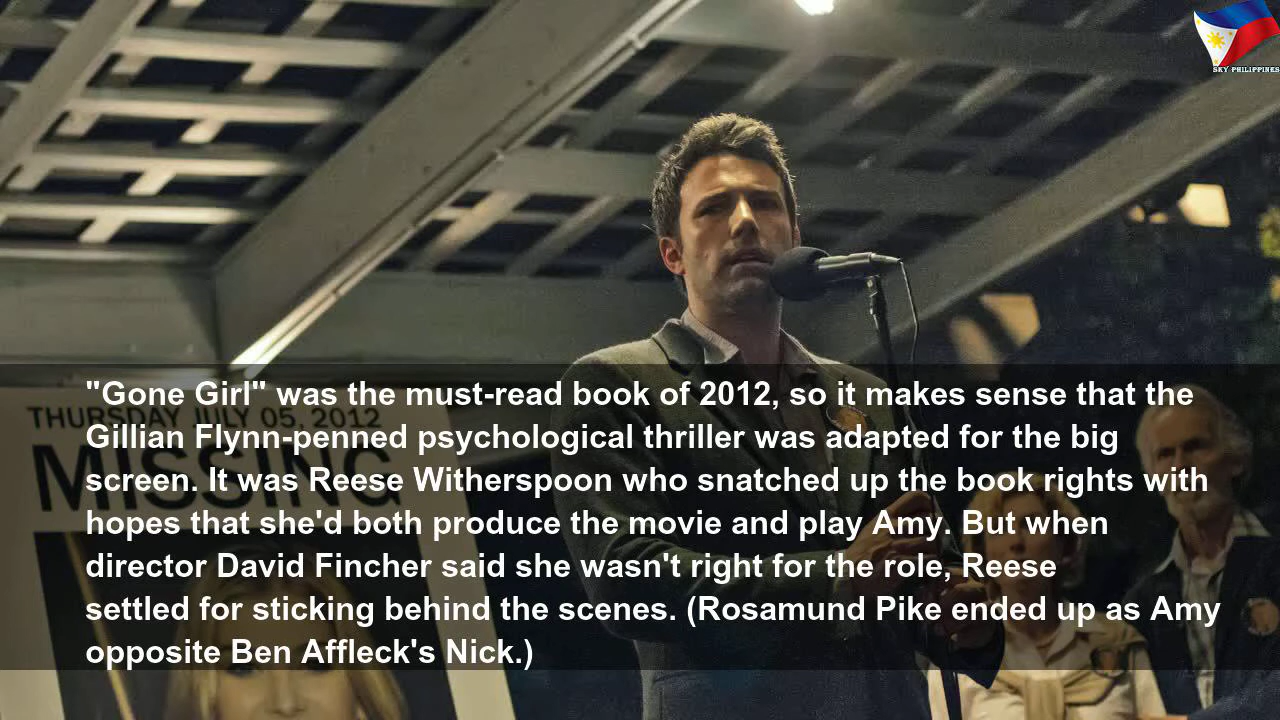 SKY PHILIPPINES
"Gone Girl" was the must-read book of 2012, so it makes sense that the
THURSDAY JULY 05, 2012
Gillian Flynn-penned psychological thriller was adapted for the big
MISSING
screen. It was Reese Witherspoon who snatched up the book rights with
hopes that she'd both produce the movie and play Amy. But when
director David Fincher said she wasn't right for the role, Reese
settled for sticking behind the scenes. (Rosamund Pike ended up as Amy
opposite Ben Affleck's Nick.)